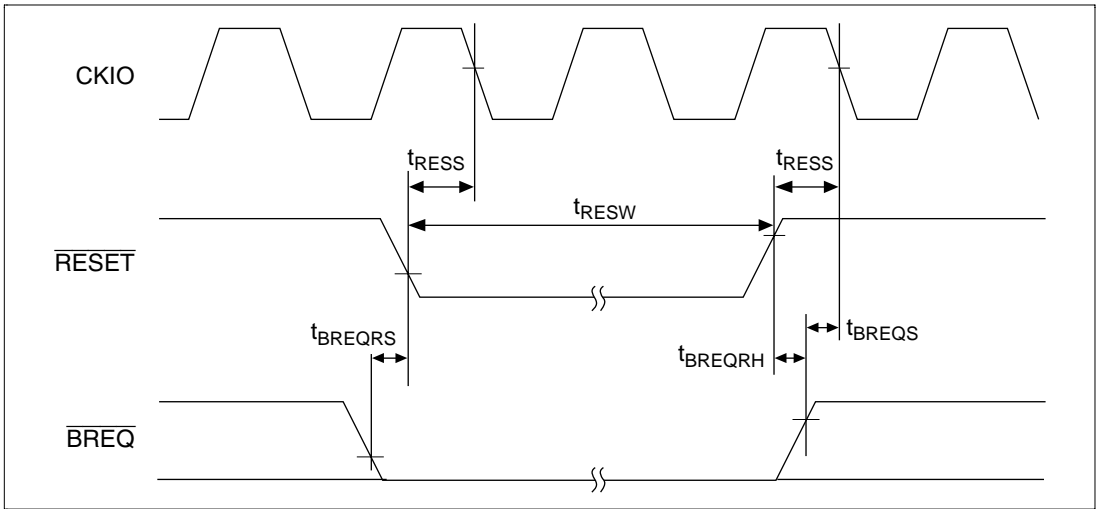 CKIO
tRESS tRESS
tRESW
RESET
tBREQRS tBREQRH tBREQS
BREQ